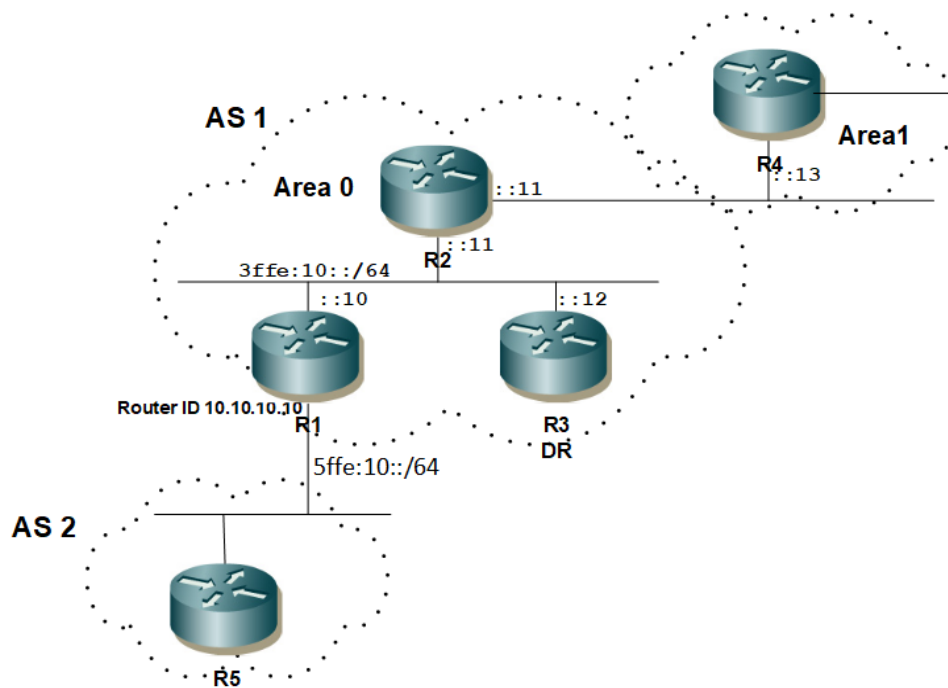 AS 1
Area 0
Area1
R4
::13
::11
::11
R2
3ffe:10::/64
::10
::12
Router ID 10.10.10.10
R1
R3
DR
5ffe:10::/64
AS 2
R5